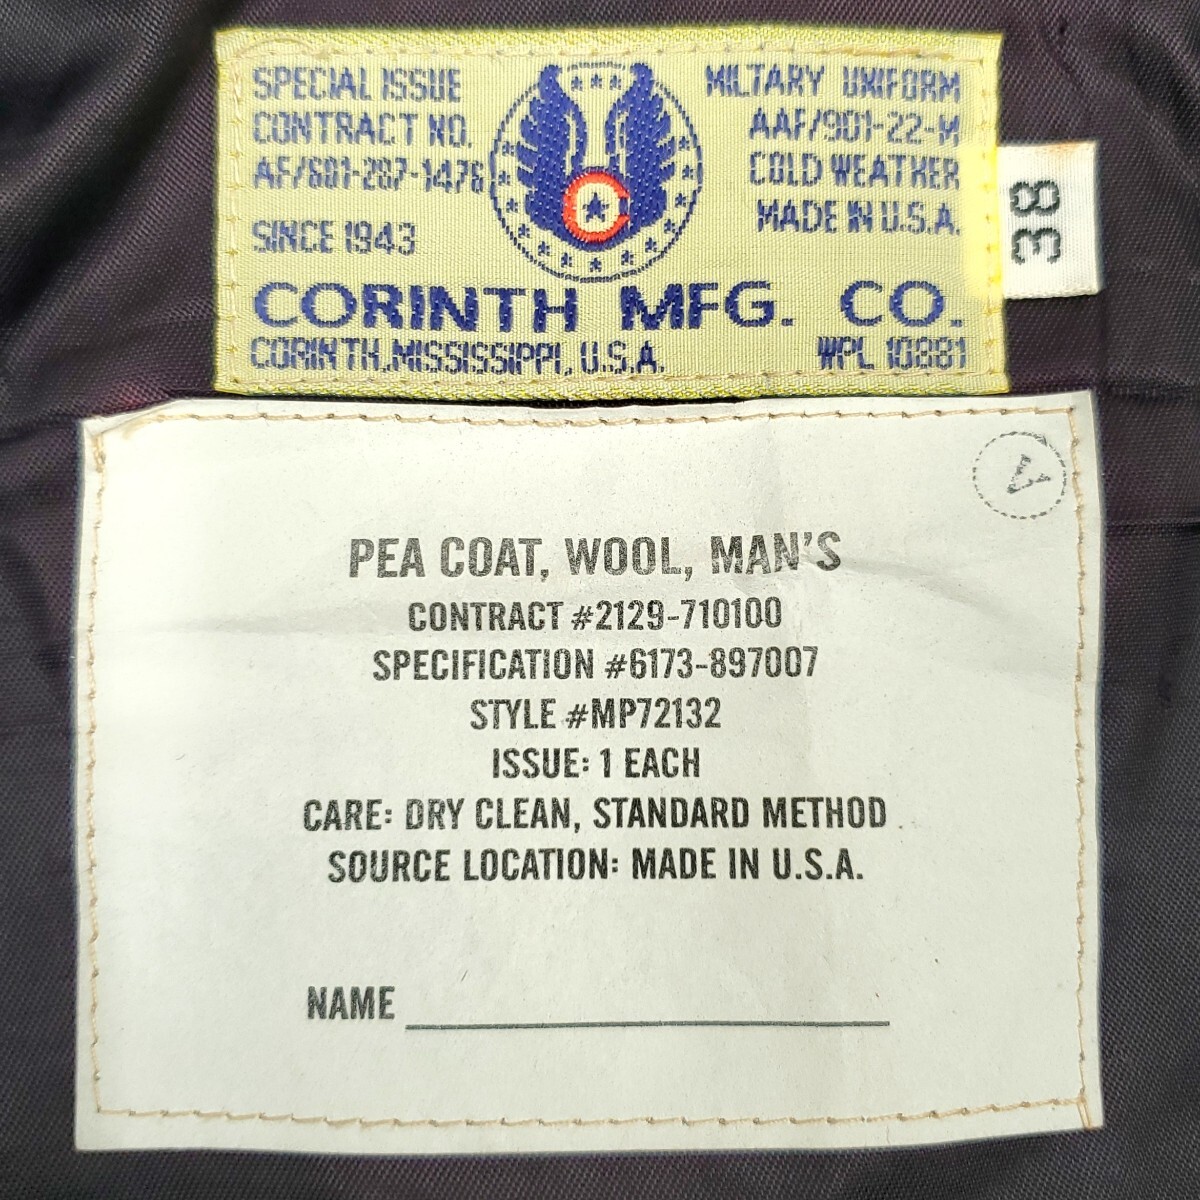 SPECIAL ISSUE
CONTRACT NO.
AF/601-207-1476
SINCE 1943
C
MILTARY UNIFORM
AAF/901-22-M
COLD WEATHER
MADE IN U.S.A.
CORINTH MFG. CO.
CORINTH, MISSISSIPPI, U.S.A.
WPL 10881
38
V
PEA COAT, WOOL, MAN'S
CONTRACT #2129-710100
SPECIFICATION #6173-897007
STYLE #MP72132
ISSUE: 1 EACH
CARE: DRY CLEAN, STANDARD METHOD
SOURCE LOCATION: MADE IN U.S.A.
NAME